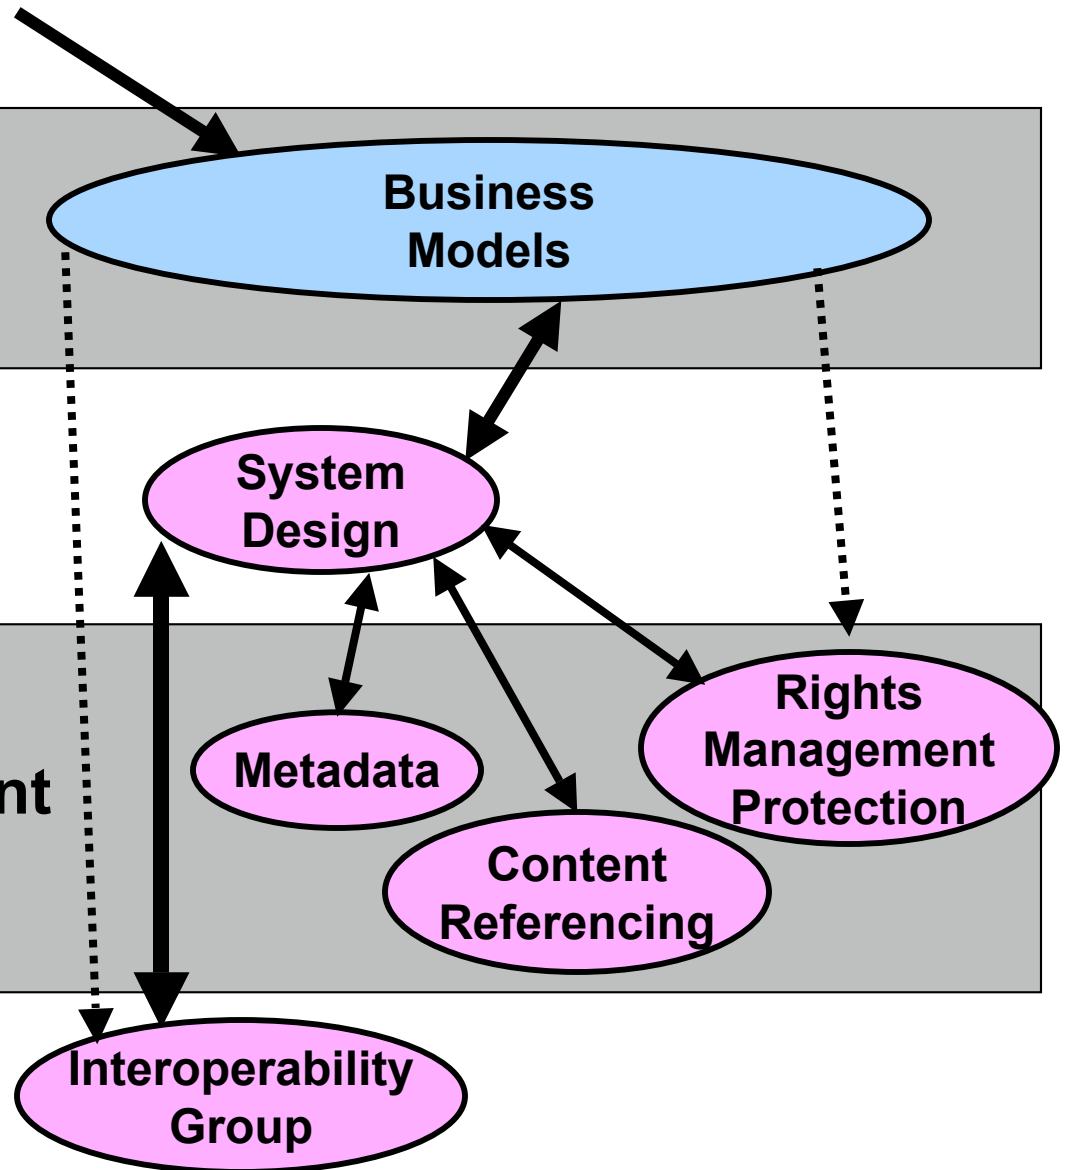 Business
Models
System
Design
Rights
Management
Protection
Metadata
nt
Content
Referencing
Interoperability
Group